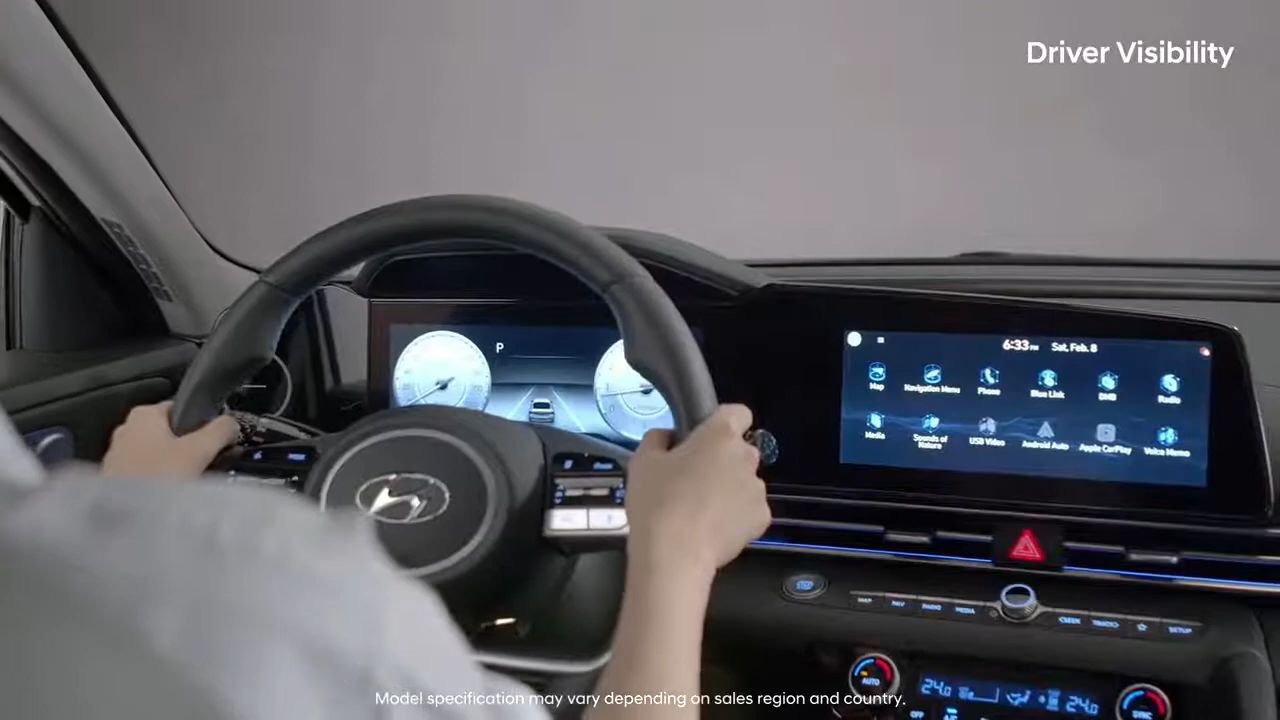 Driver Visibility
P
6:33 PM Sat, Feb. 8
Map
Navigation Menu
Phone
Blue Link
DMB
Radio
Media
Sounds of
Nature
USB Video
Android Auto
Apple CarPlay
Voice Memo
MAP
NAV
RADIO
MEDIA
<SEEK
TRACK>
SETUP
AUTO
24.0
24.0
OFF
A/C
SYNC
Model specification may vary depending on sales region and country.